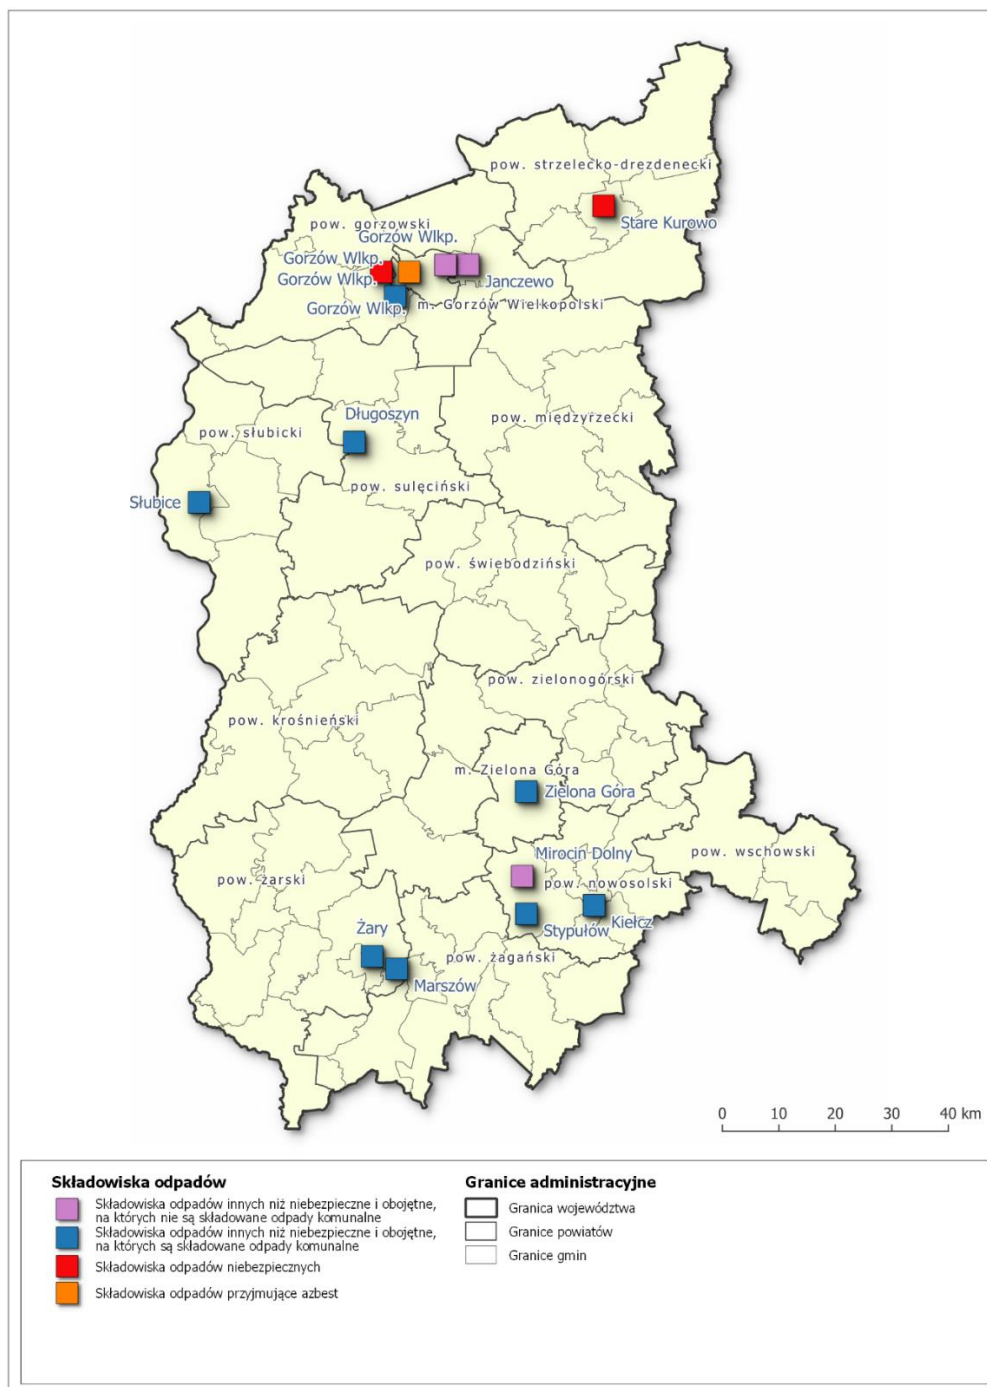 pow. strzelecko-drezdenecki
Stare Kurowo
pow. gorzowski
Gorzów Wlkp.
Gorzów Wlkp.
Gorzów Wlkp.
Janczewo
Gorzów Wlkp.
m. Gorzów Wielkopolski
Długoszyn
pow. słubicki
pow. międzyrzecki
pow. sulęciński
Słubice
pow. świebodziński
pow. zielonogórski
pow. krośnieński
m. Zielona Góra
Zielona Góra
Mirocin Dolny
pow. wschowski
pow. żarski
pow. nowosolski
Kiełcz
Stypułów
Żary
pow. żagański
Marszów
0 10 20 30 40 km
Składowiska odpadów
Składowiska odpadów innych niż niebezpieczne i obojętne,
na których nie są składowane odpady komunalne
Składowiska odpadów innych niż niebezpieczne i obojętne,
na których są składowane odpady komunalne
Składowiska odpadów niebezpiecznych
Składowiska odpadów przyjmujące azbest
Granice administracyjne
Granica województwa
Granice powiatów
Granice gmin